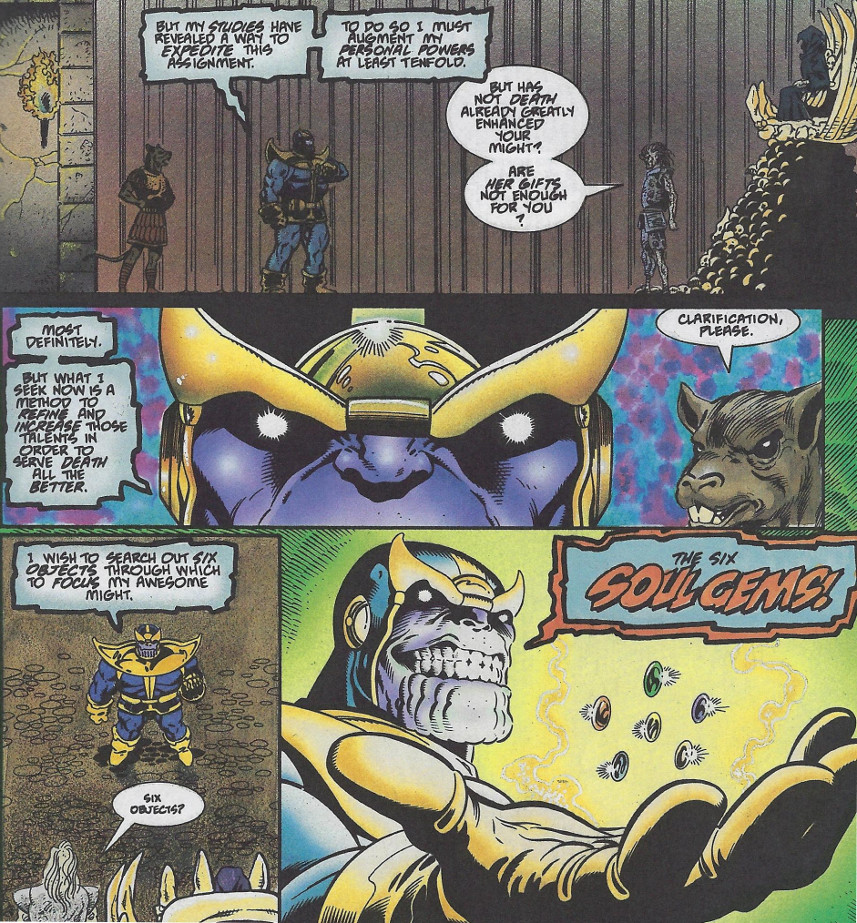 BUT MY STUDIES HAVE
REVEALED A WAY TO
EXPEDITE THIS
ASSIGNMENT.
TO DO SO I MUST
AUGMENT MY
PERSONAL POWERS
AT LEAST TENFOLD.
BUT HAS
NOT DEATH
ALREADY GREATLY
ENHANCED
YOUR
MIGHT?
ARE
HER GIFTS
NOT ENOUGH
FOR YOU
?
MOST
DEFINITELY.
BUT WHAT I
SEEK NOW IS A
METHOD TO
REFINE AND
INCREASE THOSE
TALENTS IN
ORDER TO
SERVE DEATH
ALL THE
BETTER.
CLARIFICATION,
PLEASE.
I WISH TO SEARCH OUT SIX
OBJECTS THROUGH WHICH
TO FOCUS MY AWESOME
MIGHT.
SIX
OBJECTS?
THE SIX
SOUL GEMS!